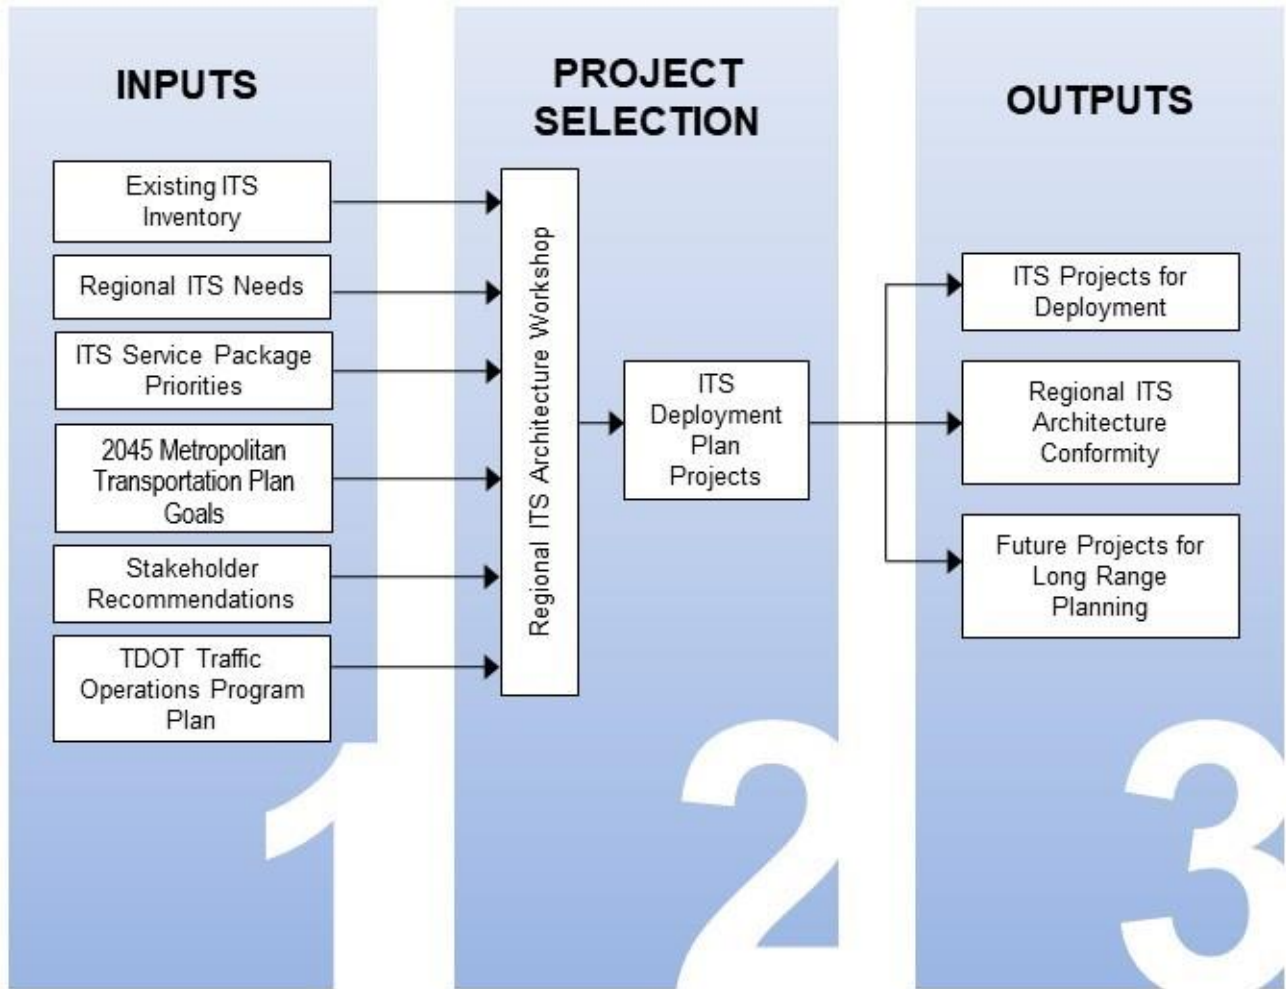 INPUTS
Existing ITS
Inventory
Regional ITS Needs
ITS Service Package
Priorities
2045 Metropolitan
Transportation Plan
Goals
Stakeholder
Recommendations
TDOT Traffic
Operations Program
Plan
1
PROJECT
SELECTION
Regional ITS Architecture Workshop
ITS
Deployment
Plan
Projects
2
OUTPUTS
ITS Projects for
Deployment
Regional ITS
Architecture
Conformity
Future Projects for
Long Range
Planning
3